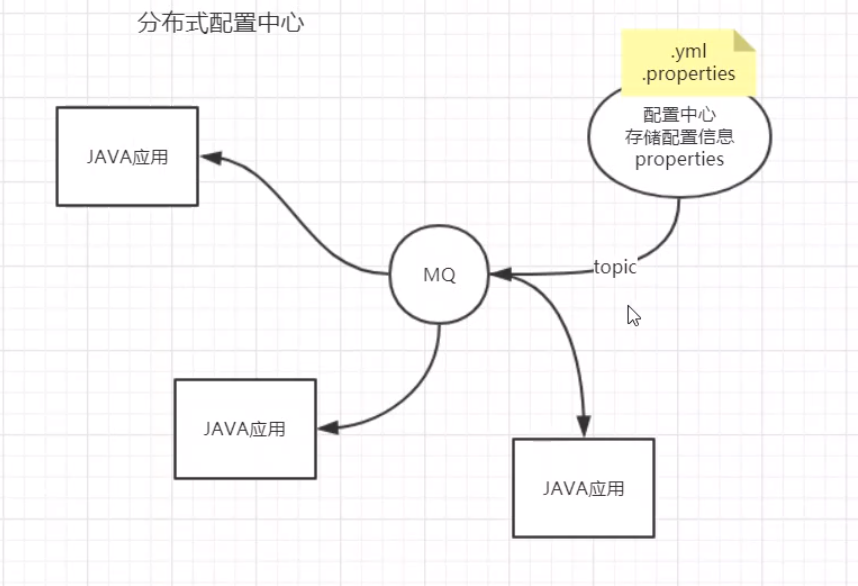 分布式配置中心
.yml
.properties
配置中心
存储配置信息
properties
JAVA应用
MQ
topic
JAVA应用
JAVA应用